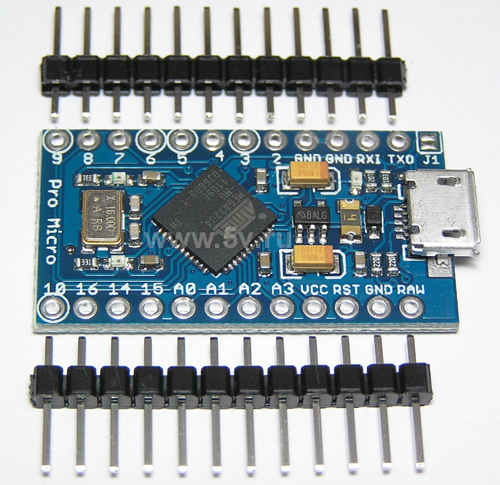 9 8 7 6 5 4 3 2 GND GND RXI TXO J1
Pro Micro
X 16.000
BALG
4
www.5v.ru
10 16 14 15 A0 A1 A2 A3 VCC RST GND RAW